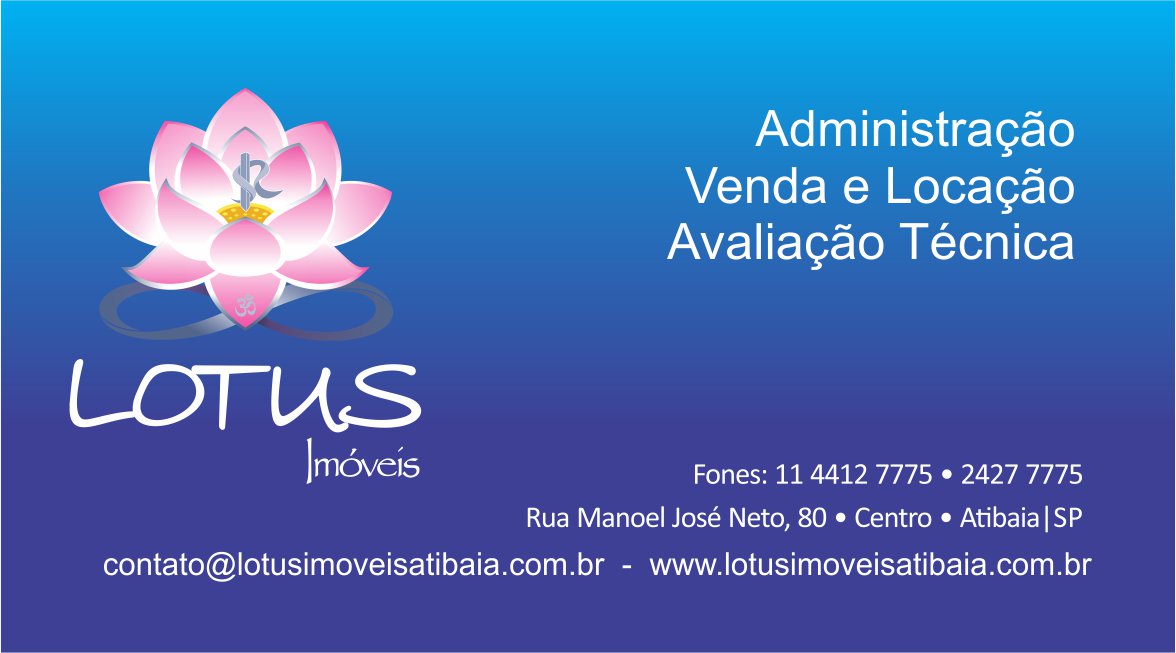 Administração
Venda e Locação
Avaliação Técnica
ॐ
LOTUS
Imóveis
Fones: 11 4412 7775 • 2427 7775
Rua Manoel José Neto, 80 • Centro • Atibaia|SP
contato@lotusimoveisatibaia.com.br - www.lotusimoveisatibaia.com.br